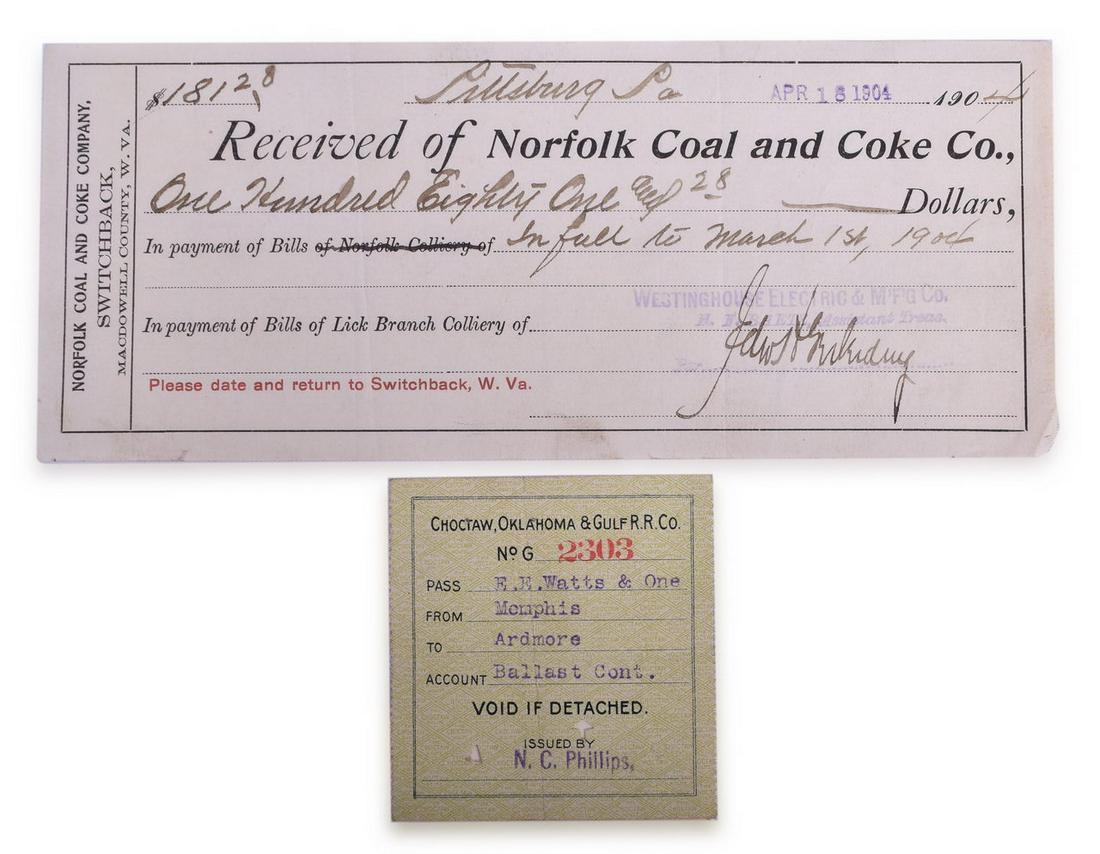 NORFOLK COAL AND COKE COMPANY,
SWITCHBACK,
MACDOWELL COUNTY, W. VA.
$181 28 Pittsburg Pa APR 18 1904 1904
Received of Norfolk Coal and Coke Co.,
One Hundred Eighty One and 28 Dollars,
In payment of Bills of Norfolk Colliery of In full to March 1st, 1904
WESTINGHOUSE ELECTRIC & M'F'G CO.
Assistant Treas.
In payment of Bills of Lick Branch Colliery of
Please date and return to Switchback, W. Va.
CHOCTAW, OKLAHOMA & GULF R.R. CO.
No G 2303
PASS E.E.Watts & One
FROM Memphis
TO Ardmore
ACCOUNT Ballast Cont.
VOID IF DETACHED.
ISSUED BY
N. C. Phillips,